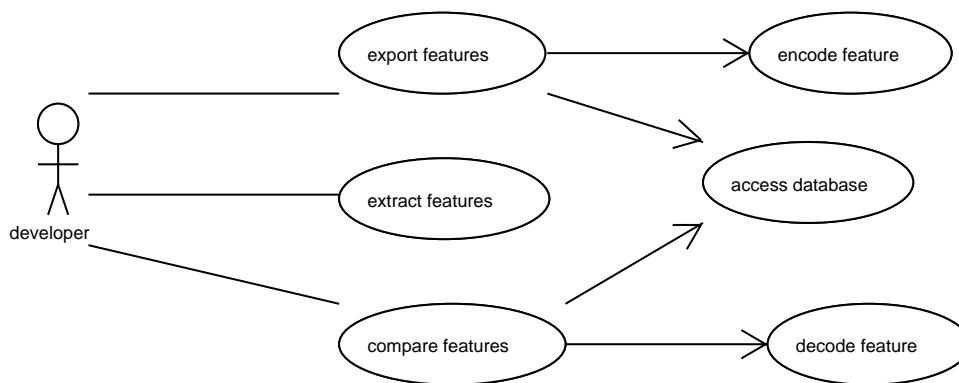 export features
encode feature
access database
extract features
developer
compare features
decode feature